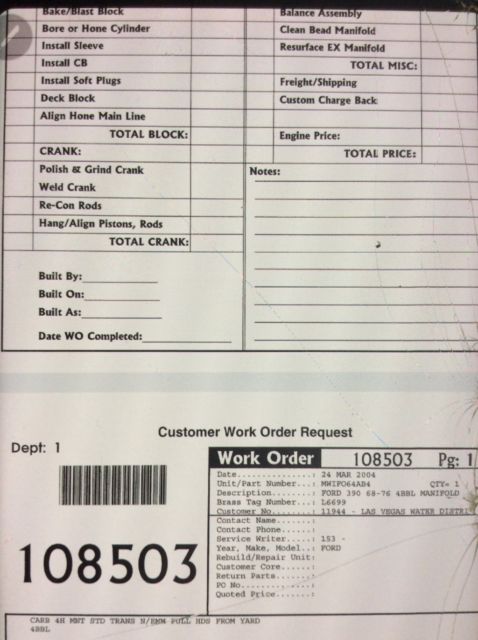 Bake/Blast Block Balance Assembly
Bore or Hone Cylinder Clean Bead Manifold
Install Sleeve Resurface EX Manifold
Install CB TOTAL MISC:
Install Soft Plugs Freight/Shipping
Deck Block Custom Charge Back
Align Hone Main Line
TOTAL BLOCK: Engine Price:
CRANK: TOTAL PRICE:
Polish & Grind Crank Notes:
Weld Crank
Re-Con Rods
Hang/Align Pistons, Rods
TOTAL CRANK:
Built By:
Built On:
Built As:
Date WO Completed:
Customer Work Order Request
Dept: 1
Work Order 108503 Pg: 1/
Date...............: 24 MAR 2004
Unit/Part Number...: MWIFO64AB4 QTY= 1
Description........: FORD 390 68-76 4BBL MANIFOLD
Brass Tag Number...: L6699
Customer No........: 11944 - LAS VEGAS WATER DISTRI
Contact Name.......:
Contact Phone......:
Service Writer.....: 153 -
Year, Make, Model..: FORD
Rebuild/Repair Unit:
Customer Core......:
Return Parts.......:
PO No..............:
Quoted Price.......:
108503
CARB 4H MNT STD TRANS N/EMM PULL HDS FROM YARD
4BBL